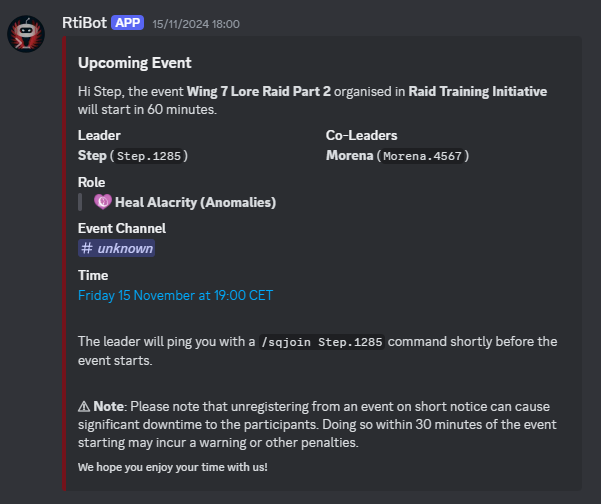 RtiBot APP 15/11/2024 18:00
Upcoming Event
Hi Step, the event Wing 7 Lore Raid Part 2 organised in Raid Training Initiative
will start in 60 minutes.
Leader Co-Leaders
Step (Step.1285) Morena (Morena.4567)
Role
Heal Alacrity (Anomalies)
Event Channel
# unknown
Time
Friday 15 November at 19:00 CET
The leader will ping you with a /sqjoin Step.1285 command shortly before the
event starts.
⚠ Note: Please note that unregistering from an event on short notice can cause
significant downtime to the participants. Doing so within 30 minutes of the event
starting may incur a warning or other penalties.
We hope you enjoy your time with us!